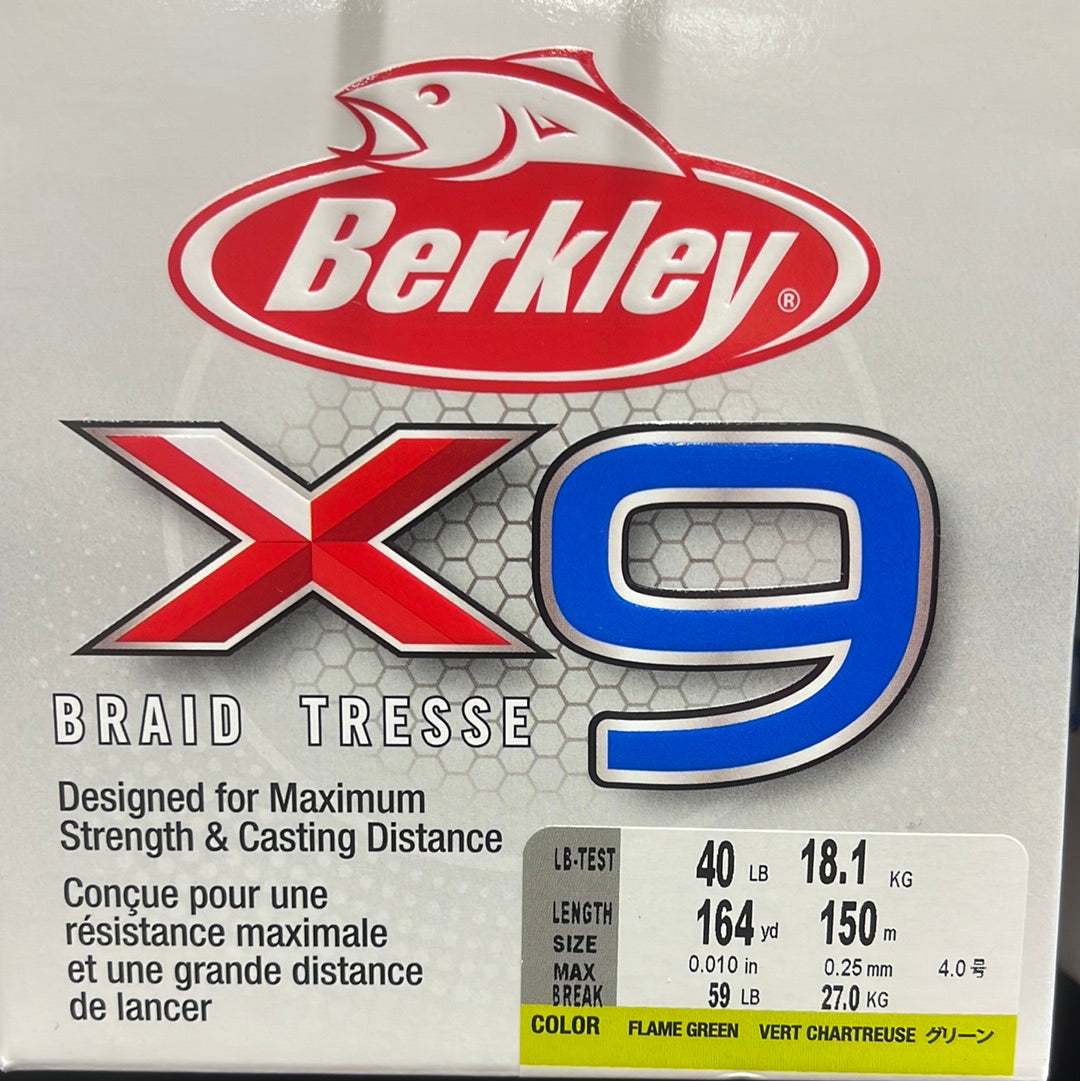 Berkley®
X9
BRAID TRESSE
Designed for Maximum
Strength & Casting Distance
Conçue pour une
résistance maximale
et une grande distance
de lancer
LB-TEST 40 LB 18.1 KG
LENGTH 164 yd 150 m
SIZE 0.010 in 0.25 mm 4.0号
MAX
BREAK 59 LB 27.0 KG
COLOR FLAME GREEN VERT CHARTREUSE グリーン